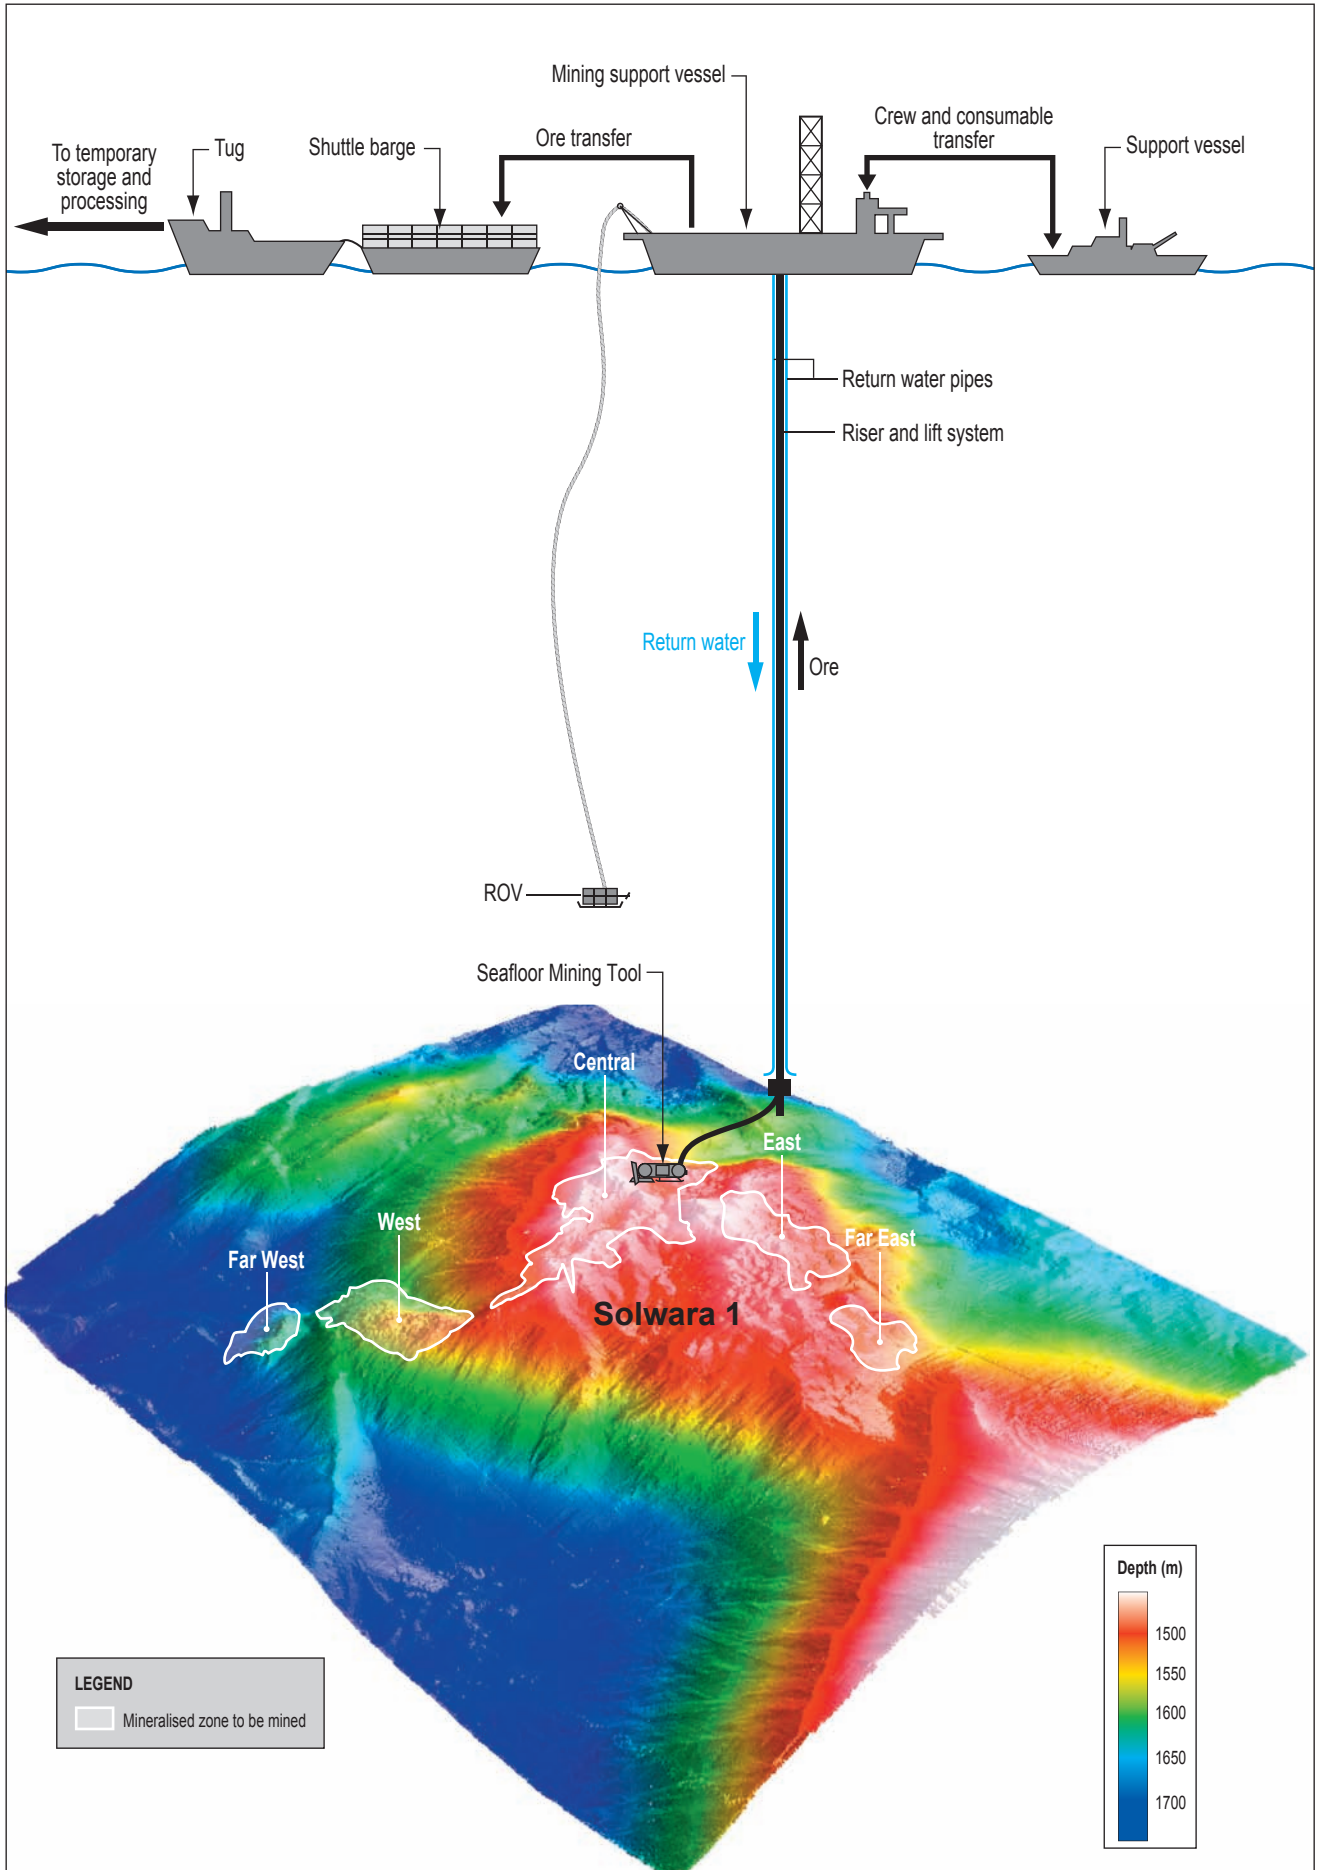 Mining support vessel
Crew and consumable
transfer
Ore transfer
Shuttle barge
Tug
Support vessel
To temporary
storage and
processing
Return water pipes
Riser and lift system
Return water
Ore
ROV
Seafloor Mining Tool
Central
East
West
Far East
Far West
Solwara 1
Depth (m)
1500
1550
1600
1650
1700
LEGEND
Mineralised zone to be mined